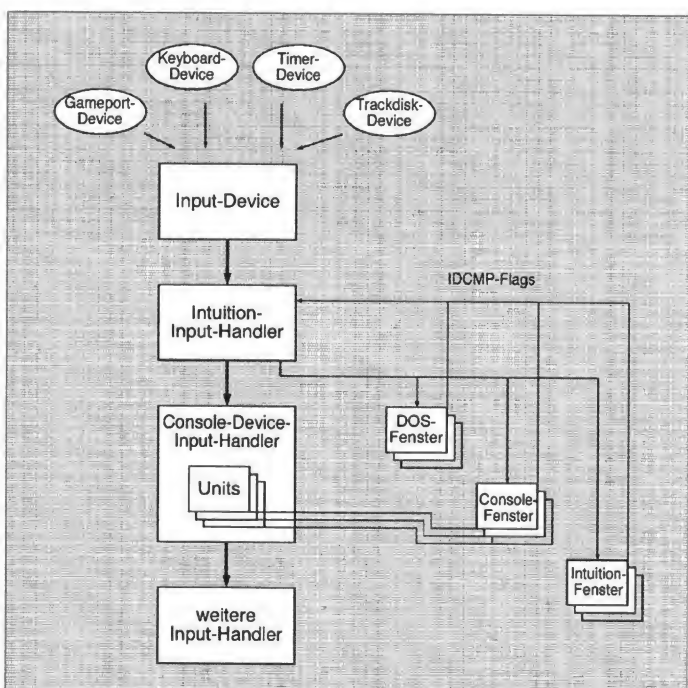 Keyboard-
Device
Timer-
Device
Gameport-
Device
Trackdisk-
Device
Input-Device
IDCMP-Flags
Intuition-
Input-Handler
Console-Device-
Input-Handler
Units
DOS-
Fenster
Console-
Fenster
Intuition-
Fenster
weitere
Input-Handler